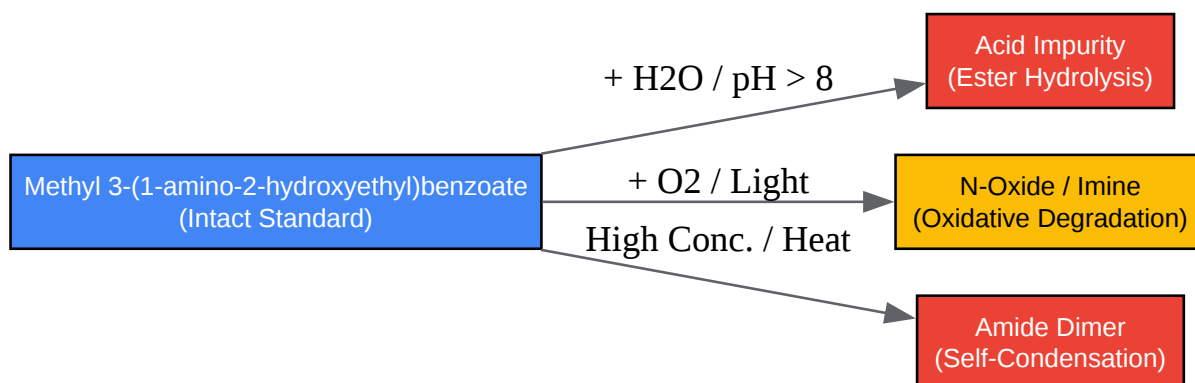 Acid Impurity
(Ester Hydrolysis)
+ H2O / pH > 8
Methyl 3-(1-amino-2-hydroxyethyl)benzoate
(Intact Standard)
+ O2 / Light
N-Oxide / Imine
(Oxidative Degradation)
High Conc. / Heat
Amide Dimer
(Self-Condensation)